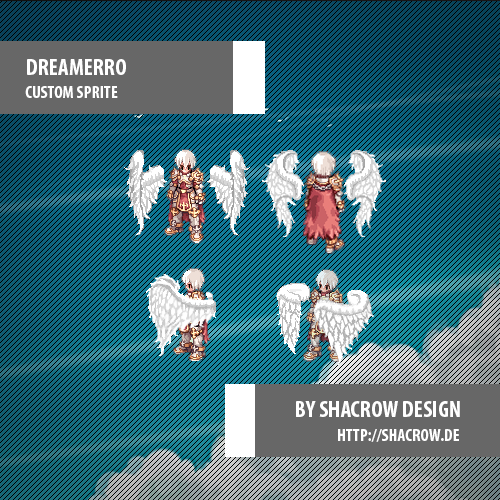 DREAMERRO
CUSTOM SPRITE
BY SHACROW DESIGN
HTTP://SHACROW.DE